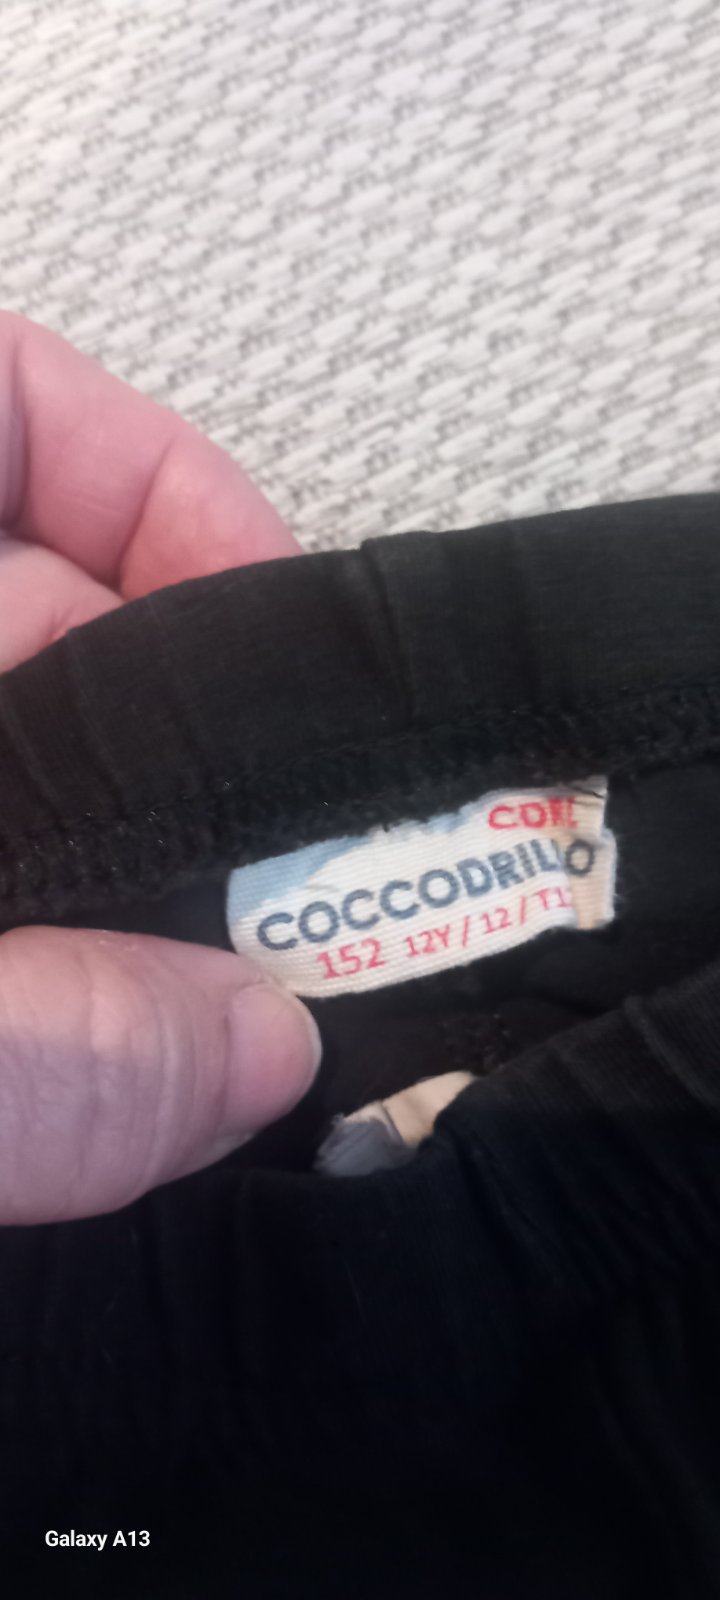 COCCODRILLO
152 12Y / 12 /
Galaxy A13